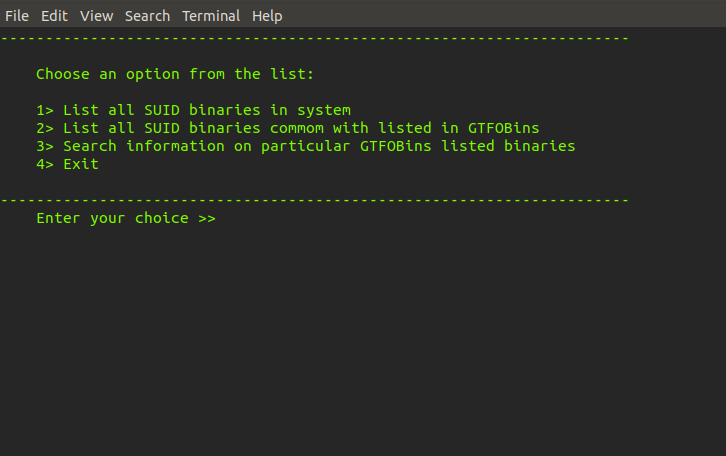 File Edit View Search Terminal Help
----------------------------------------------------------------------
Choose an option from the list:
1> List all SUID binaries in system
2> List all SUID binaries commom with listed in GTFOBins
3> Search information on particular GTFOBins listed binaries
4> Exit
----------------------------------------------------------------------
Enter your choice >>